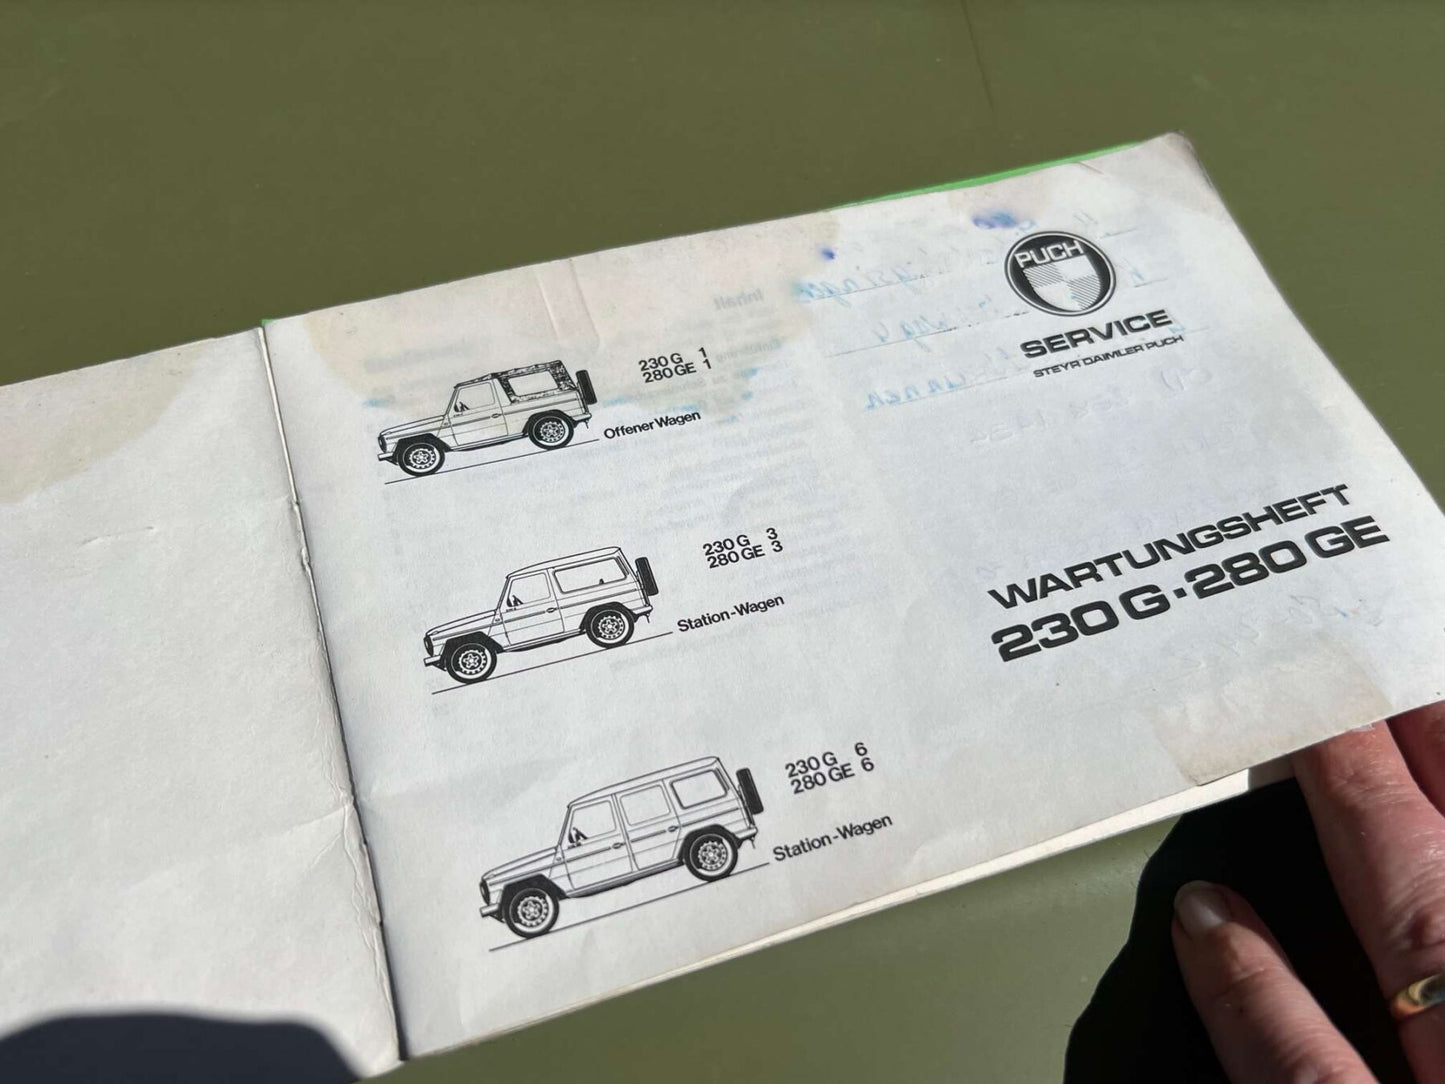 230 G 1
280 GE 1
Offener Wagen
230 G 3
280 GE 3
Station-Wagen
230 G 6
280 GE 6
Station-Wagen
PUCH
SERVICE
STEYR DAIMLER PUCH
WARTUNGSHEFT
230 G · 280 GE
Inhalt